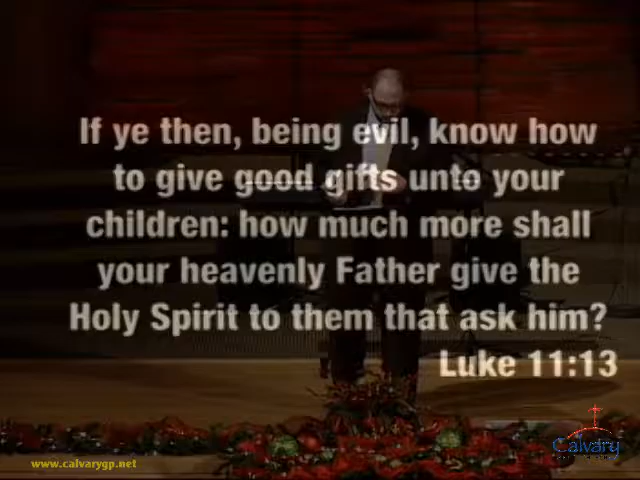 If ye then, being evil, know how
to give good gifts unto your
children: how much more shall
your heavenly Father give the
Holy Spirit to them that ask him?
Luke 11:13
www.calvarygp.net
Calvary